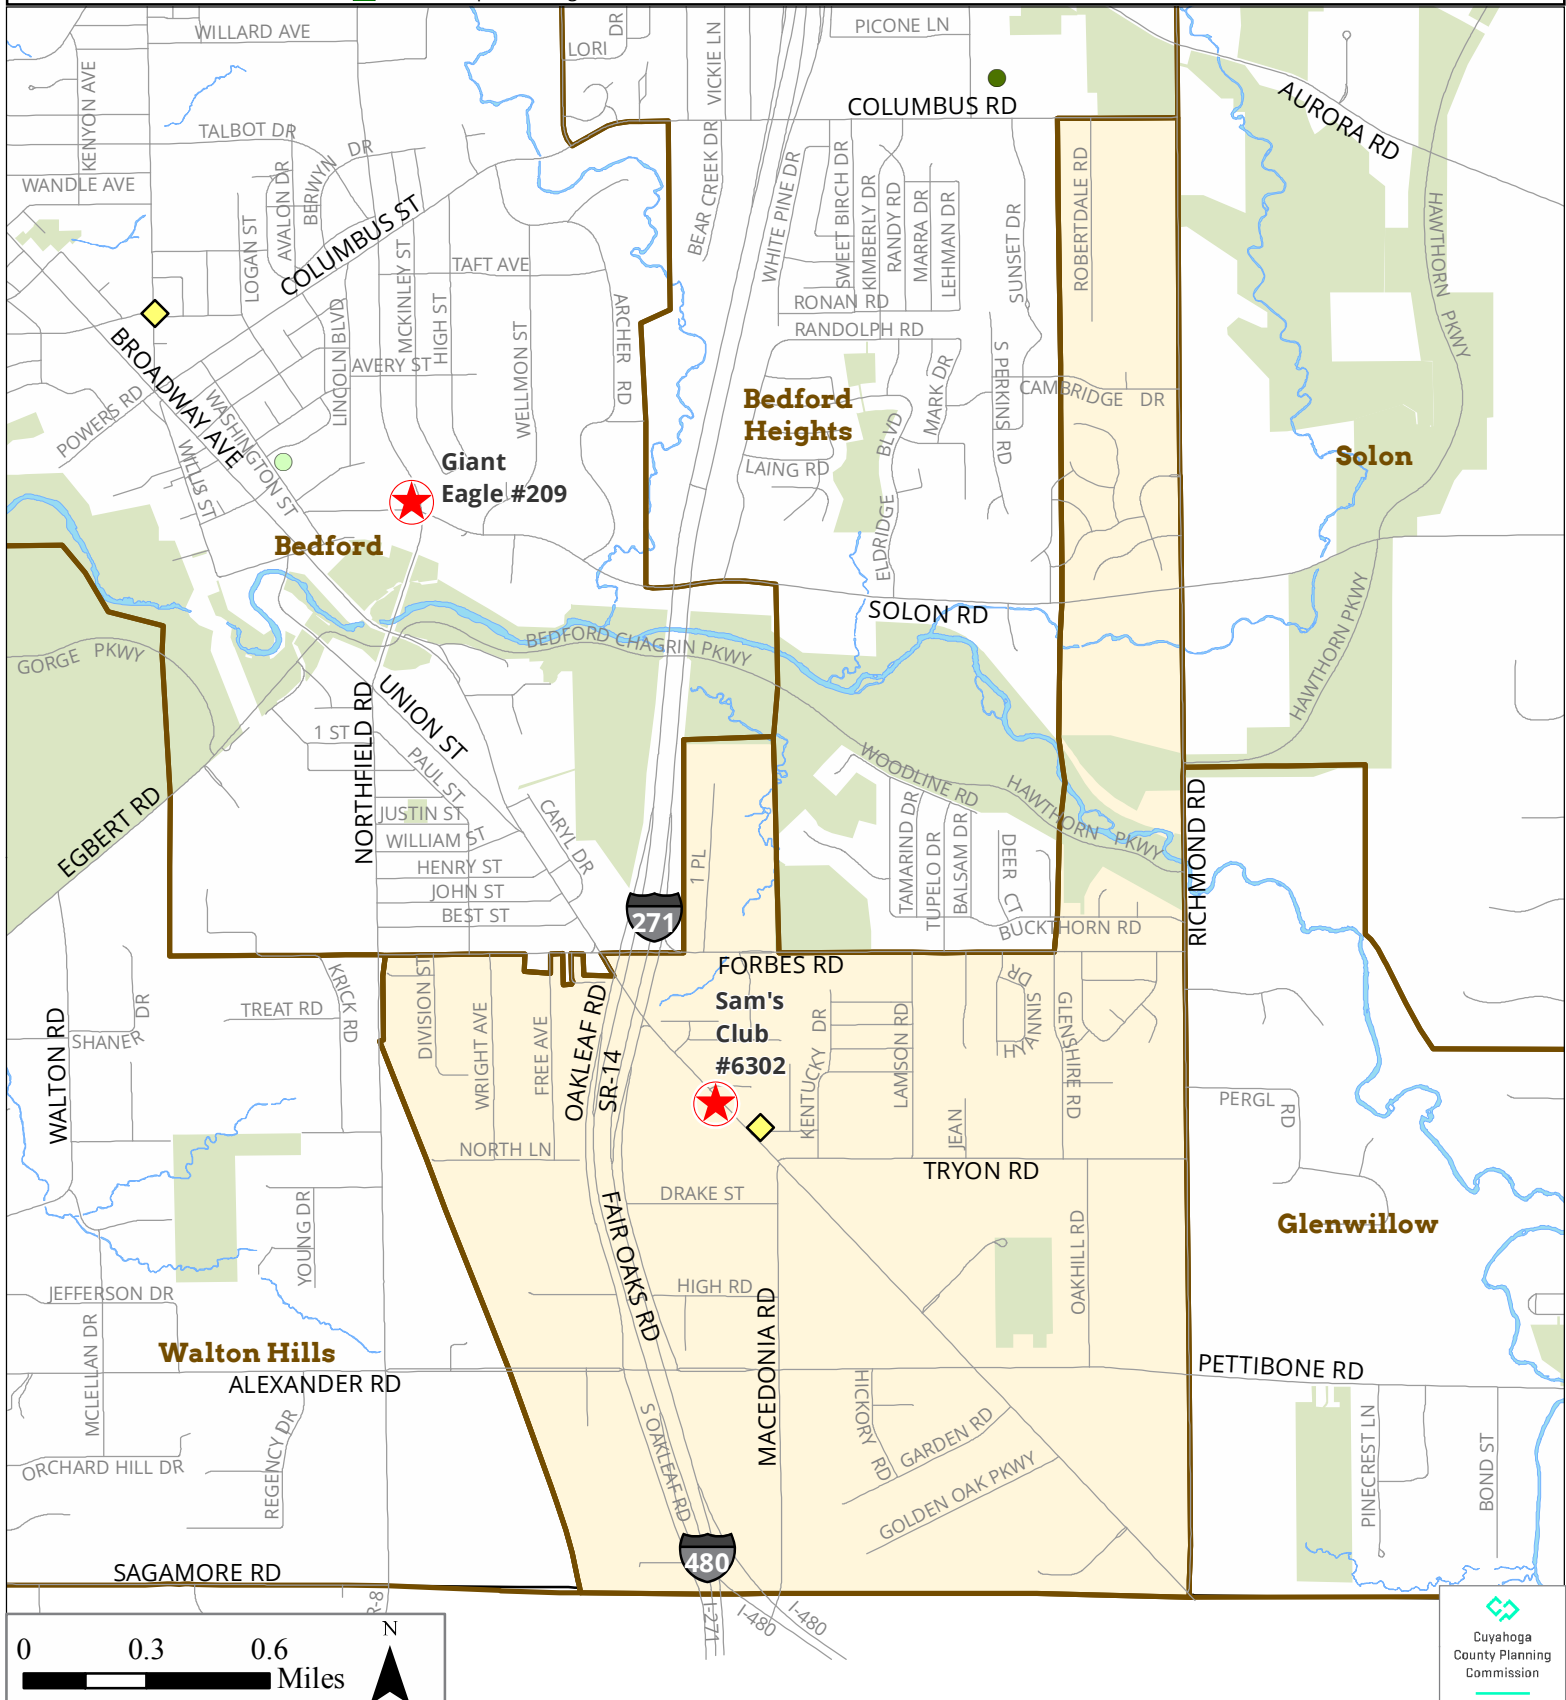 WILLARD AVE
LORI
DR
VICKIE LN
PICONE LN
COLUMBUS RD
AURORA RD
KENYON AVE
TALBOT DR
WANDLE AVE
BERWYN DR
AVALON DR
LOGAN ST
COLUMBUS ST
MCKINLEY ST
HIGH ST
TAFT AVE
BEAR CREEK DR
WHITE PINE DR
SWEET BIRCH DR
KIMBERLY DR
RANDY RD
MARRA DR
LEHMAN DR
SUNSET DR
ROBERTDALE RD
HAWTHORN PKWY
RONAN RD
RANDOLPH RD
BROADWAY AVE
POWERS RD
WASHINGTON ST
WILLIS ST
LINCOLN BLVD
AVERY ST
WELLMON ST
ARCHER RD
Bedford
Heights
MARK DR
S PERKINS RD
CAMBRIDGE DR
Solon
Giant
Eagle #209
LAING RD
ELDRIDGE BLVD
Bedford
SOLON RD
BEDFORD CHAGRIN PKWY
HAWTHORN PKWY
GORGE PKWY
EGBERT RD
1 ST
NORTHFIELD RD
UNION ST
PAUL ST
JUSTIN ST
WILLIAM ST
HENRY ST
JOHN ST
BEST ST
CARYL DR
271
1 PL
WOODLINE RD
HAWTHORN PKWY
TAMARIND DR
TUPELO DR
BALSAM DR
DEER CT
BUCKTHORN RD
RICHMOND RD
FORBES RD
Sam's
Club
#6302
WALTON RD
SHANER DR
TREAT RD
KRICK RD
DIVISION ST
WRIGHT AVE
FREE AVE
OAKLEAF RD
SR-14
KENTUCKY DR
LAMSON RD
JEAN
GLENSHIRE RD
PERGL RD
NORTH LN
TRYON RD
DRAKE ST
YOUNG DR
FAIR OAKS RD
OAKHILL RD
Glenwillow
JEFFERSON DR
HIGH RD
MACEDONIA RD
Walton Hills
MCLELLAN DR
ALEXANDER RD
PETTIBONE RD
HICKORY RD
GARDEN RD
GOLDEN OAK PKWY
S OAKLEAF RD
ORCHARD HILL DR
REGENCY DR
PINECREST LN
BOND ST
480
SAGAMORE RD
I-271
I-480
I-480
0 0.3 0.6
Miles
N
Cuyahoga
County Planning
Commission